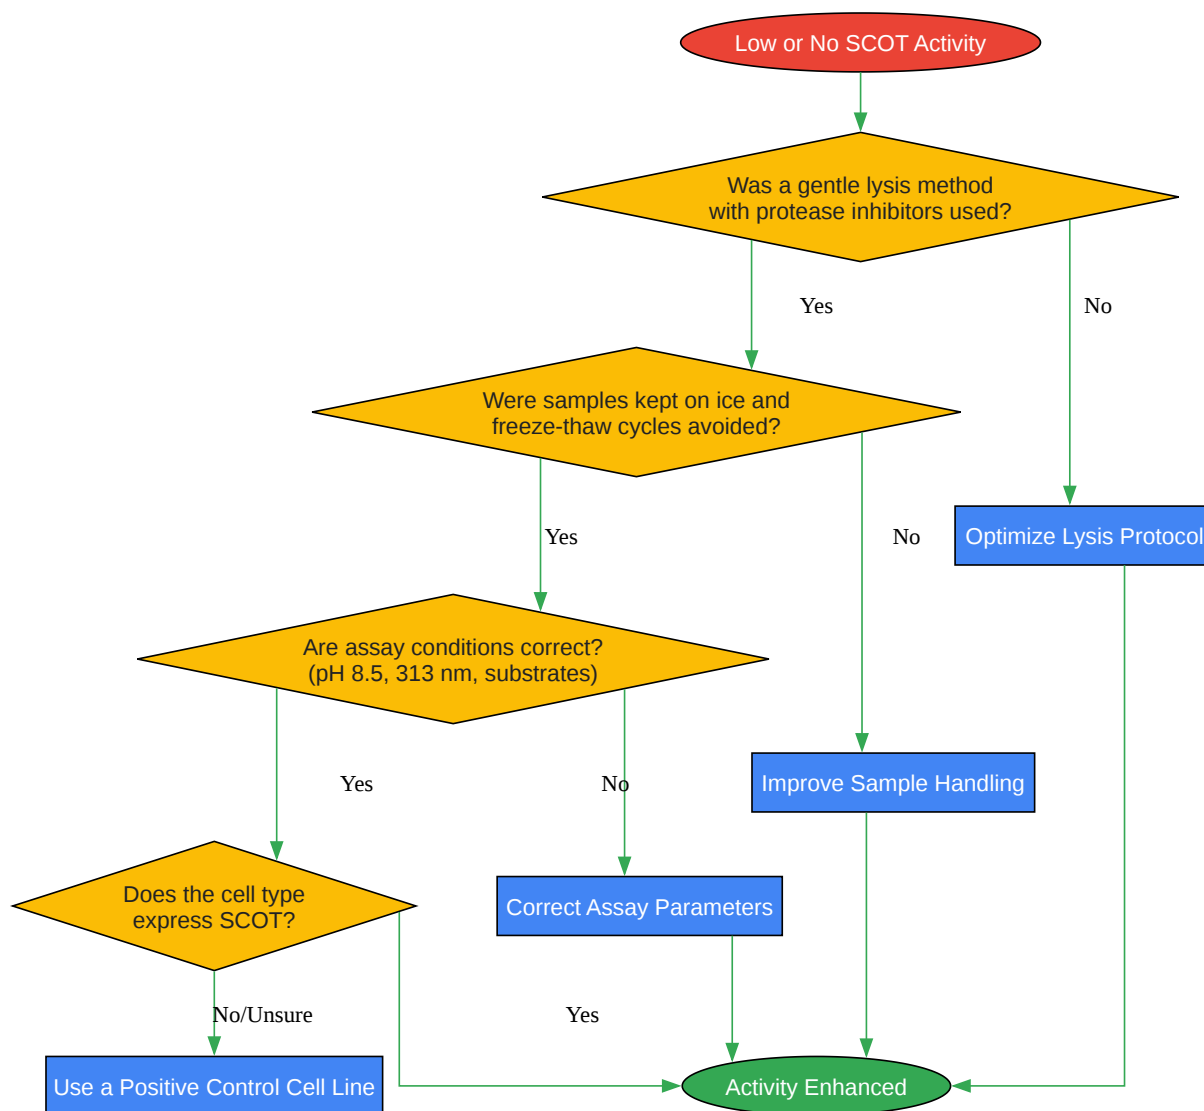 Low or No SCOT Activity
Was a gentle lysis method
with protease inhibitors used?
Yes
No
Were samples kept on ice and
freeze-thaw cycles avoided?
Yes
No
Optimize Lysis Protocol
Are assay conditions correct?
(pH 8.5, 313 nm, substrates)
Yes
No
Improve Sample Handling
Does the cell type
express SCOT?
Correct Assay Parameters
No/Unsure
Yes
Use a Positive Control Cell Line
Activity Enhanced